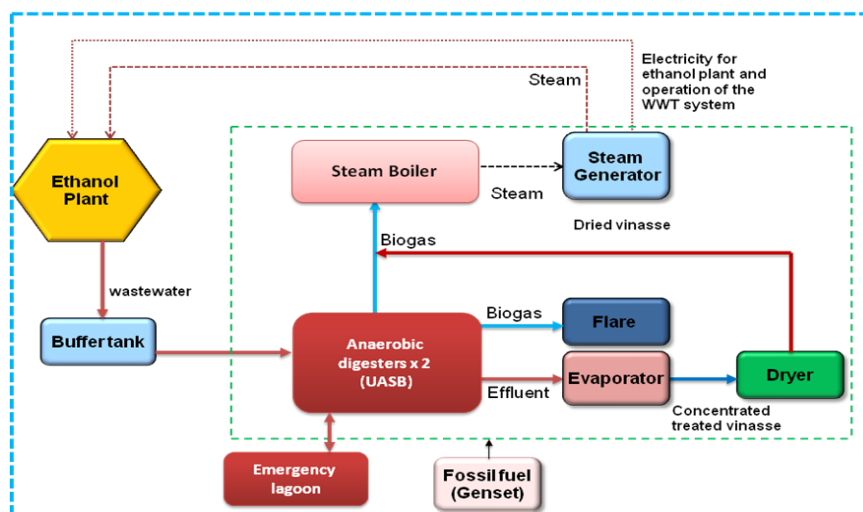 Electricity for
ethanol plant and
operation of the
WWT system
Steam
Ethanol
Plant
Steam Boiler
Steam
Steam
Generator
Dried vinasse
Biogas
wastewater
Buffer tank
Anaerobic
digesters x 2
(UASB)
Biogas
Flare
Effluent
Evaporator
Dryer
Concentrated
treated vinasse
Emergency
lagoon
Fossil fuel
(Genset)